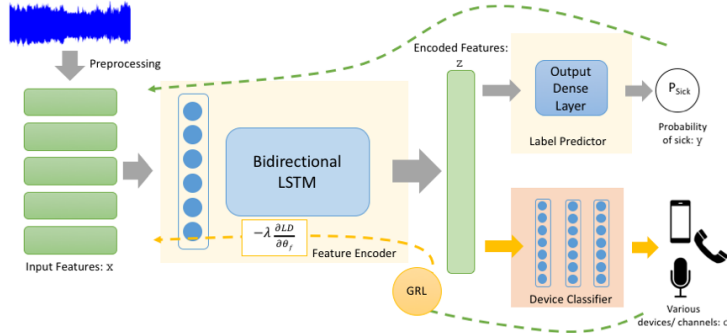 Preprocessing
Input Features: x
Bidirectional
LSTM
−λ ∂LD/∂θ_f
Feature Encoder
GRL
Encoded Features:
z
Output
Dense
Layer
Label Predictor
P_Sick
Probability
of sick: y
Device Classifier
Various
devices/ channels: d